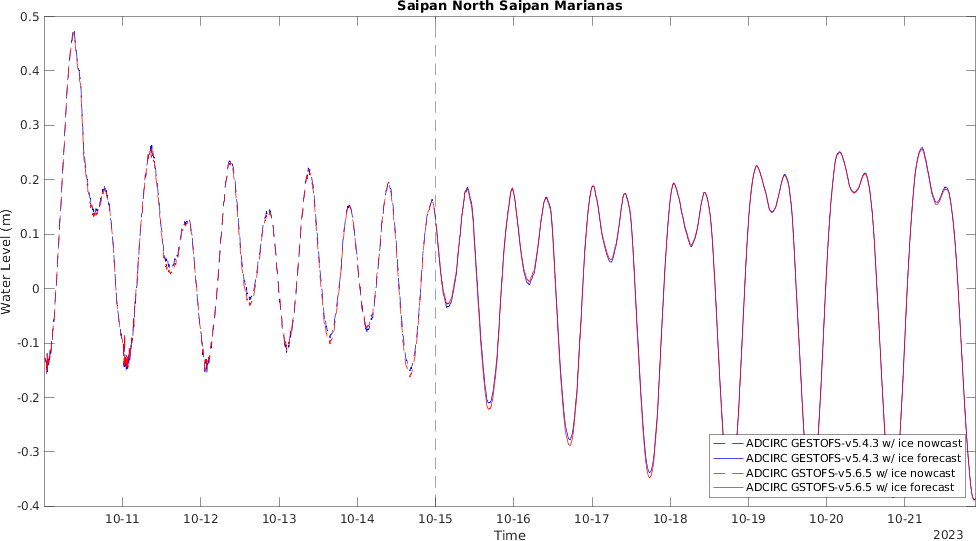 Saipan North Saipan Marianas
0.5
0.4
0.3
0.2
0.1
0
-0.1
-0.2
-0.3
-0.4
Water Level (m)
ADCIRC GESTOFS-v5.4.3 w/ ice nowcast
ADCIRC GESTOFS-v5.4.3 w/ ice forecast
ADCIRC GSTOFS-v5.6.5 w/ ice nowcast
ADCIRC GSTOFS-v5.6.5 w/ ice forecast
10-11 10-12 10-13 10-14 10-15 10-16 10-17 10-18 10-19 10-20 10-21
Time
2023